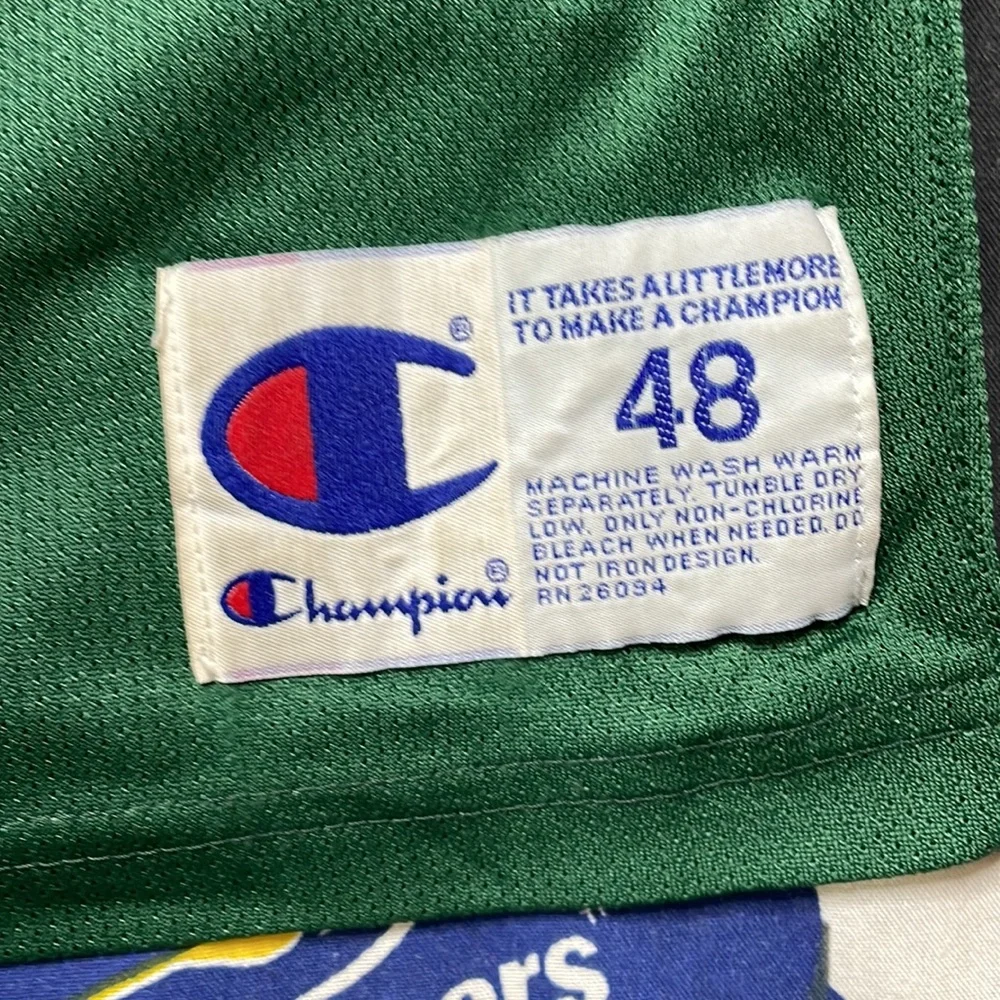 ®
Champion®
IT TAKES A LITTLE MORE
TO MAKE A CHAMPION
48
MACHINE WASH WARM
SEPARATELY. TUMBLE DRY
LOW. ONLY NON-CHLORINE
BLEACH WHEN NEEDED. DO
NOT IRON DESIGN.
RN 26094
ers